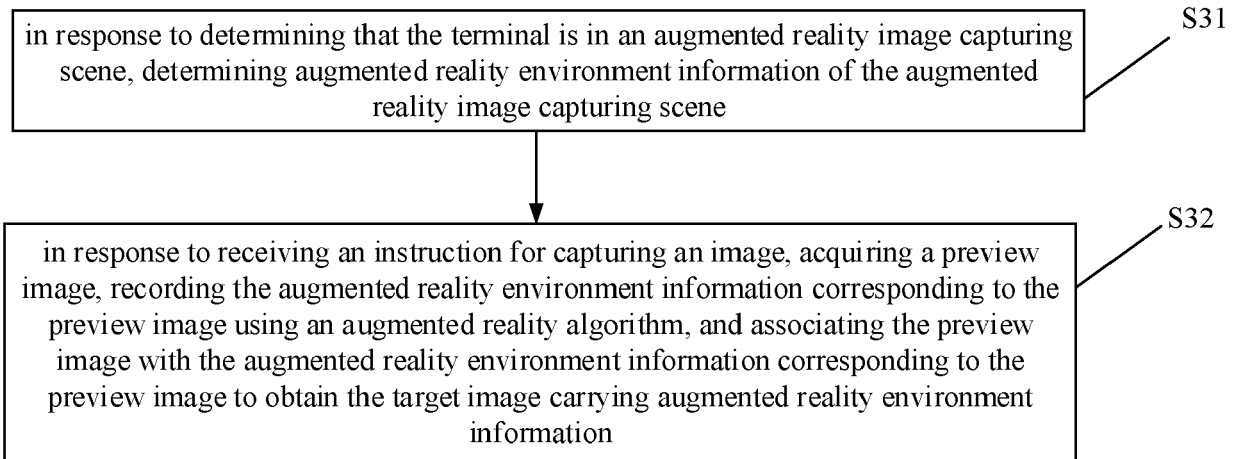 S31
in response to determining that the terminal is in an augmented reality image capturing
scene, determining augmented reality environment information of the augmented
reality image capturing scene
S32
in response to receiving an instruction for capturing an image, acquiring a preview
image, recording the augmented reality environment information corresponding to the
preview image using an augmented reality algorithm, and associating the preview
image with the augmented reality environment information corresponding to the
preview image to obtain the target image carrying augmented reality environment
information